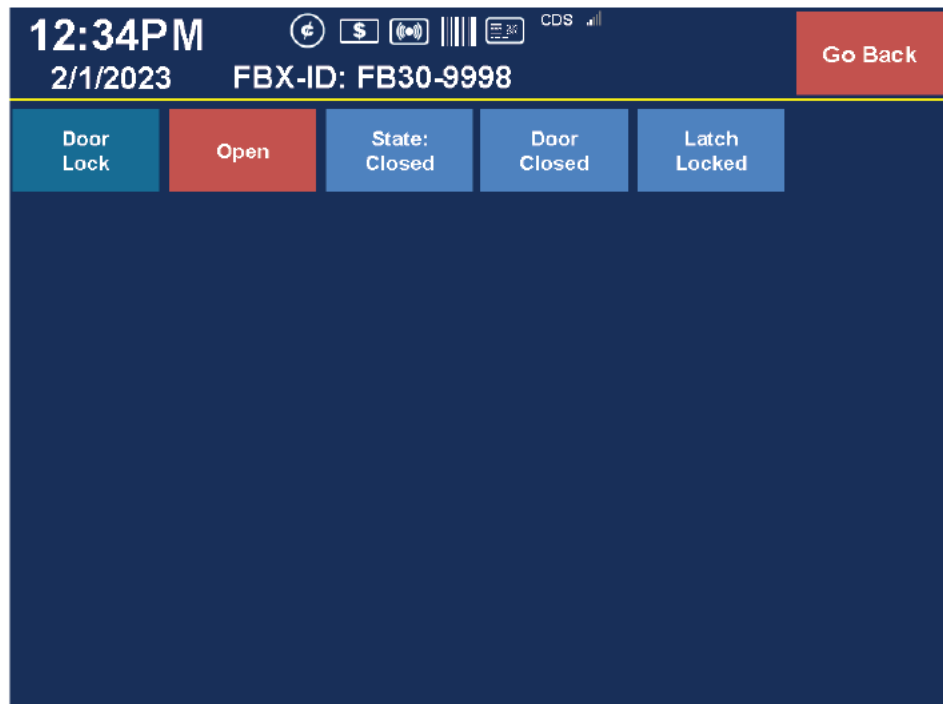 12:34PM
CDS
Go Back
2/1/2023
FBX-ID: FB30-9998
Door
Lock
Open
State:
Closed
Door
Closed
Latch
Locked